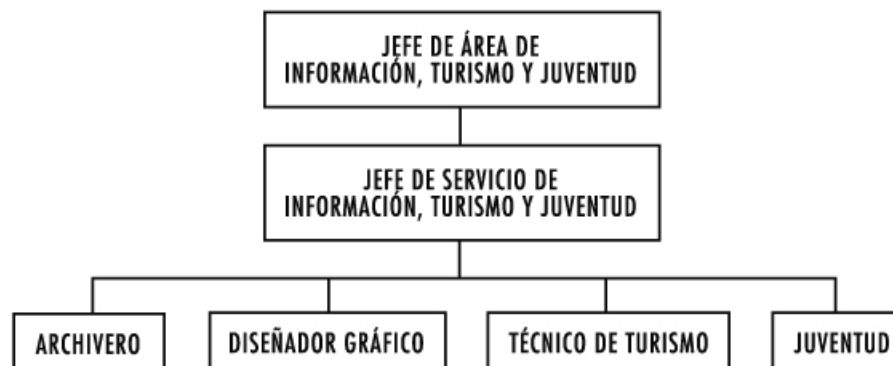 JEFE DE ÁREA DE
INFORMACIÓN, TURISMO Y JUVENTUD
JEFE DE SERVICIO DE
INFORMACIÓN, TURISMO Y JUVENTUD
ARCHIVERO
DISEÑADOR GRÁFICO
TÉCNICO DE TURISMO
JUVENTUD